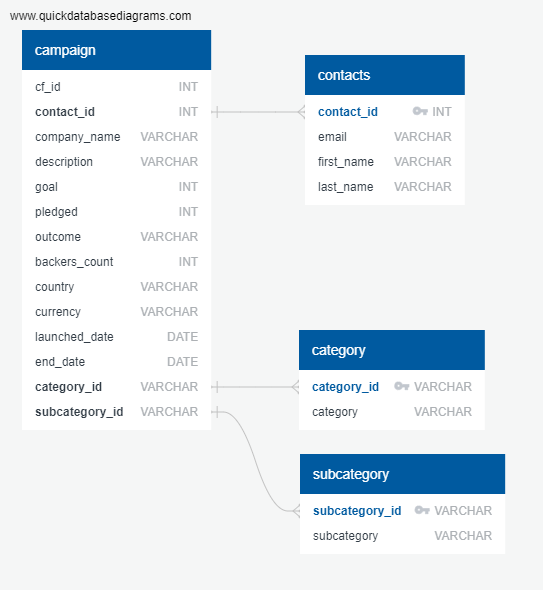 www.quickdatabasediagrams.com
campaign
cf_id INT
contact_id INT
company_name VARCHAR
description VARCHAR
goal INT
pledged INT
outcome VARCHAR
backers_count INT
country VARCHAR
currency VARCHAR
launched_date DATE
end_date DATE
category_id VARCHAR
subcategory_id VARCHAR
contacts
contact_id INT
email VARCHAR
first_name VARCHAR
last_name VARCHAR
category
category_id VARCHAR
category VARCHAR
subcategory
subcategory_id VARCHAR
subcategory VARCHAR